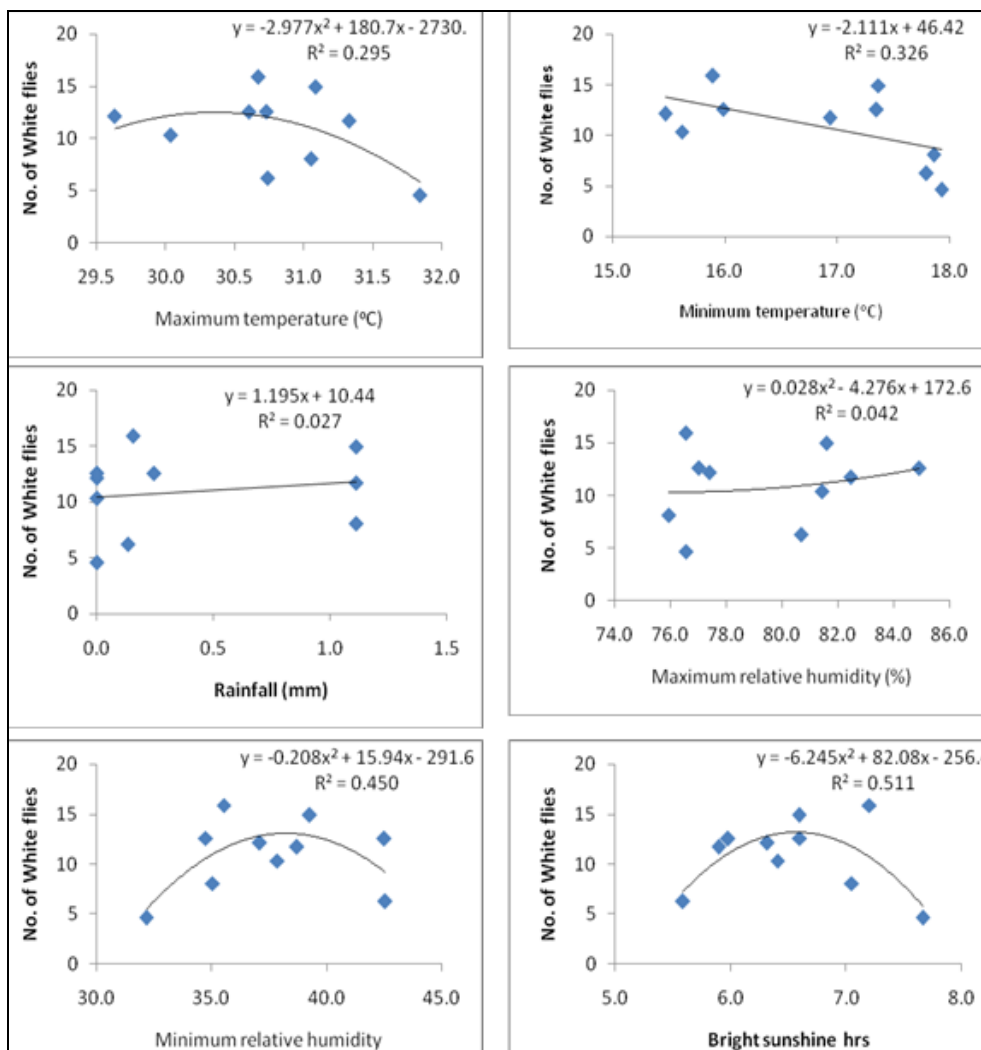 y = -2.977x² + 180.7x - 2730.
R² = 0.295
No. of White flies
20
15
10
5
0
29.5 30.0 30.5 31.0 31.5 32.0
Maximum temperature (°C)
y = -2.111x + 46.42
R² = 0.326
No. of White flies
20
15
10
5
0
15.0 16.0 17.0 18.0
Minimum temperature (°C)
y = 1.195x + 10.44
R² = 0.027
No. of White flies
20
15
10
5
0
0.0 0.5 1.0 1.5
Rainfall (mm)
y = 0.028x² - 4.276x + 172.6
R² = 0.042
No. of White flies
20
15
10
5
0
74.0 76.0 78.0 80.0 82.0 84.0 86.0
Maximum relative humidity (%)
y = -0.208x² + 15.94x - 291.6
R² = 0.450
No. of White flies
20
15
10
5
0
30.0 35.0 40.0 45.0
Minimum relative humidity
y = -6.245x² + 82.08x - 256.
R² = 0.511
No. of White flies
20
15
10
5
0
5.0 6.0 7.0 8.0
Bright sunshine hrs